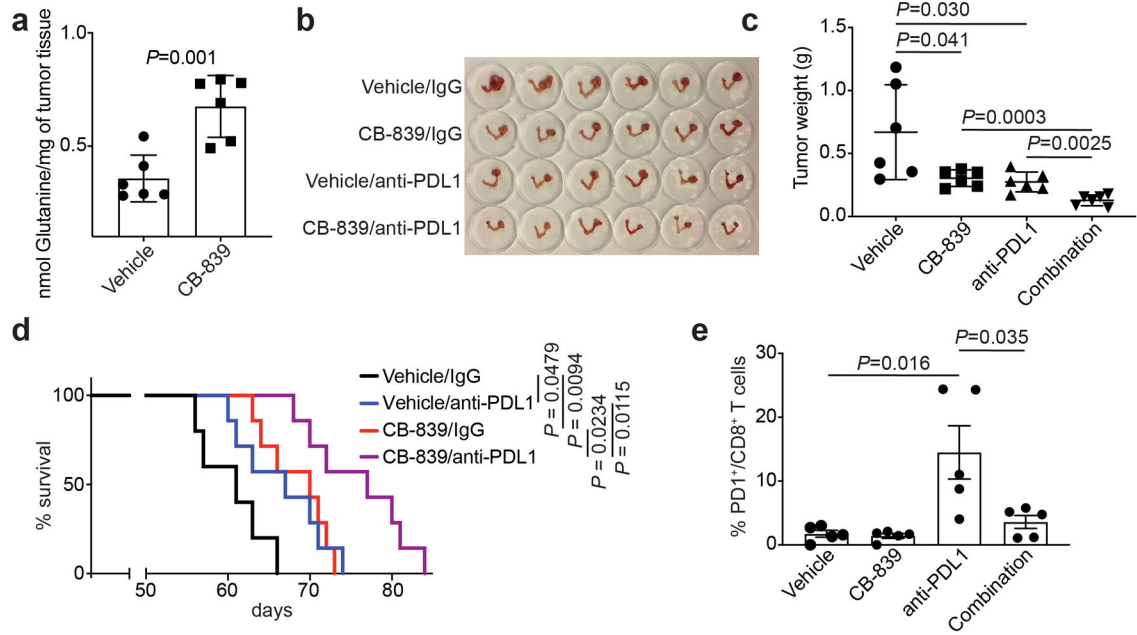 a
nmol Glutanine/mg of tumor tissue
1.0
0.5
P=0.001
Vehicle
CB-839
b
Vehicle/IgG
CB-839/IgG
Vehicle/anti-PDL1
CB-839/anti-PDL1
c
Tumor weight (g)
1.5
1.0
0.5
0.0
P=0.030
P=0.041
P=0.0003
P=0.0025
Vehicle
CB-839
anti-PDL1
Combination
d
% survival
100
50
0
50
60
70
80
days
Vehicle/IgG
Vehicle/anti-PDL1
CB-839/IgG
CB-839/anti-PDL1
P = 0.0479
P = 0.0094
P = 0.0234
P = 0.0115
e
% PD1+/CD8+ T cells
30
20
10
0
P=0.016
P=0.035
Vehicle
CB-839
anti-PDL1
Combination